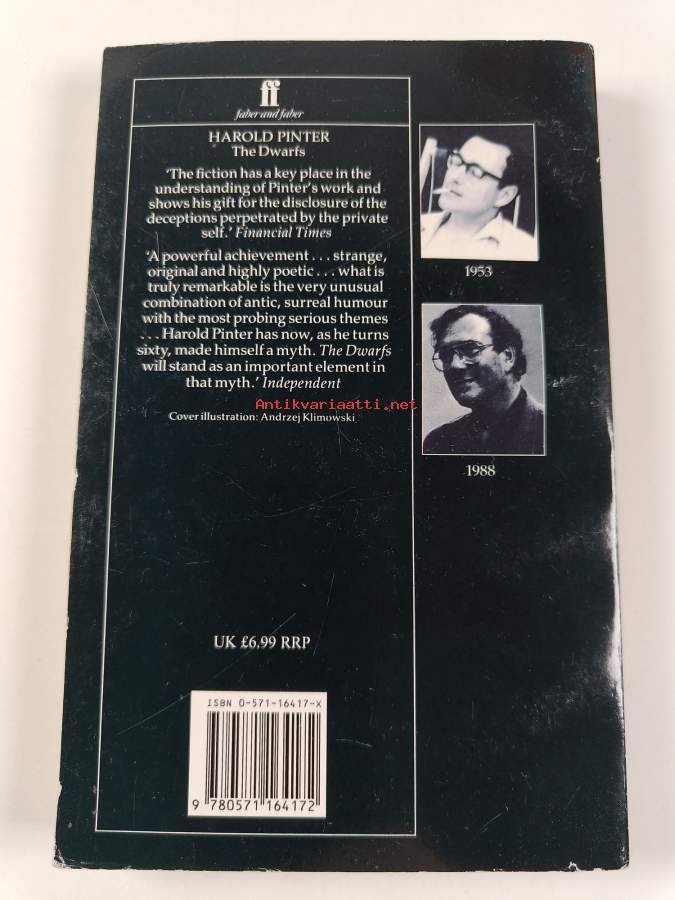 ff
faber and faber
HAROLD PINTER
The Dwarfs
'The fiction has a key place in the
understanding of Pinter's work and
shows his gift for the disclosure of the
deceptions perpetrated by the private
self.' Financial Times
'A powerful achievement . . . strange,
original and highly poetic . . . what is
truly remarkable is the very unusual
combination of antic, surreal humour
with the most probing serious themes
. . . Harold Pinter has now, as he turns
sixty, made himself a myth. The Dwarfs
will stand as an important element in
that myth.' Independent
Antikvariaatti.net
Cover illustration: Andrzej Klimowski
1953
1988
UK £6.99 RRP
ISBN 0-571-16417-X
9 780571 164172